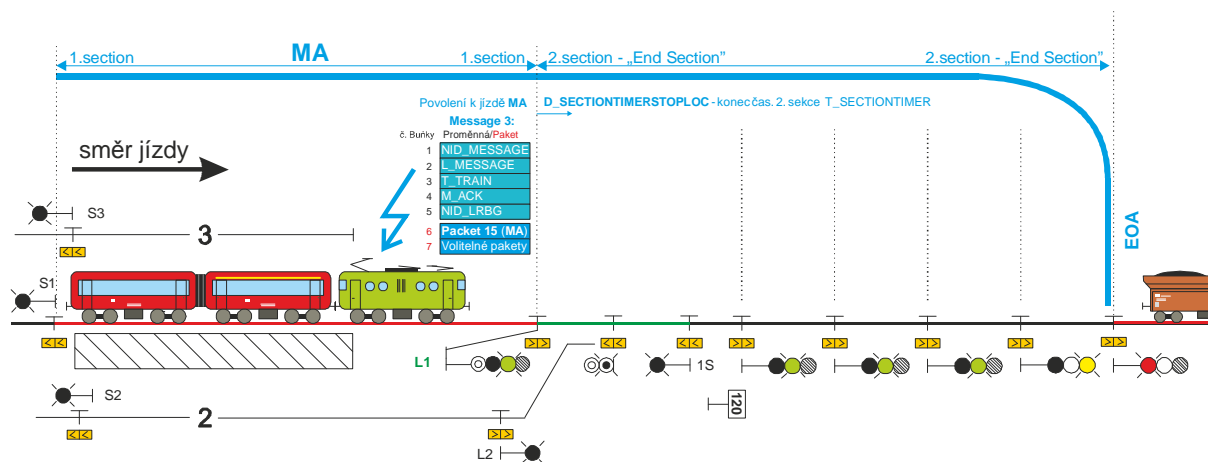 MA
1.section
1.section
2.section - „End Section"
2.section - „End Section"
Povolení k jízdě MA
D_SECTIONTIMERSTOPLOC - konec čas. 2. sekce T_SECTIONTIMER
Message 3:
č. Buňky Proměnná/Paket
1 NID_MESSAGE
2 L_MESSAGE
3 T_TRAIN
4 M_ACK
5 NID_LRBG
6 Packet 15 (MA)
7 Volitelné pakety
směr jízdy
EOA
S3
3
S1
L1
1S
S2
2
120
L2